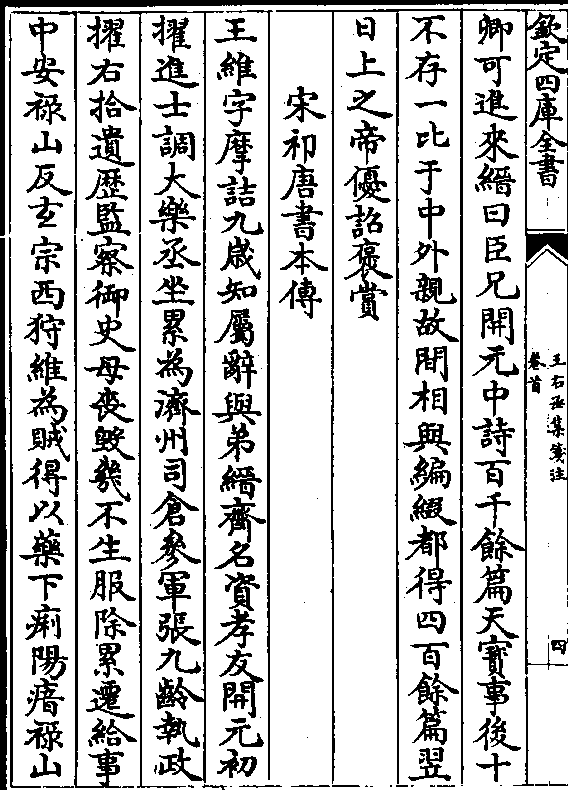 欽定四庫全書
王右丞集箋注
卷首
四
卿可進來縉曰臣兄開元中詩百千餘篇天寶事後十
不存一比于中外親故間相與編綴都得四百餘篇翌
日上之帝優詔褒賞
宋祁唐書本傳
王維字摩詰九歲知屬辭與弟縉齊名資孝友開元初
擢進士調大樂丞坐累為濟州司倉參軍張九齡執政
擢右拾遺歴監察御史母喪毀幾不生服除累遷給事
中安祿山反玄宗西狩維為賊得以藥下痢陽瘖祿山